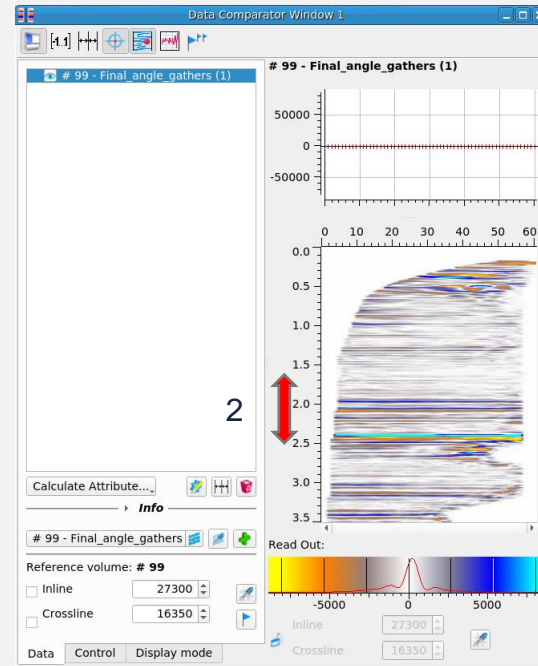 Data Comparator Window 1
[-1.1]
# 99 - Final_angle_gathers (1)
Calculate Attribute...
Info
# 99 - Final_angle_gathers
Reference volume: # 99
Inline 27300
Crossline 16350
Data Control Display mode
# 99 - Final_angle_gathers (1)
50000
0
-50000
0 10 20 30 40 50 60
0.0
0.5
1.0
1.5
2
2.0
2.5
3.0
3.5
Read Out:
-5000 0 5000
Inline 27300
Crossline 16350